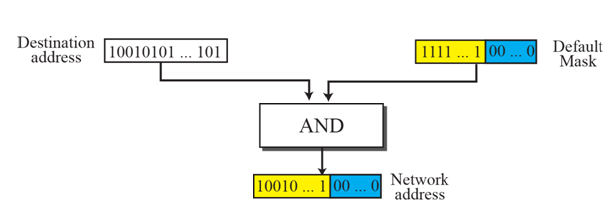 Destination
address
10010101 ... 101
1111 ... 1 00 ... 0
Default
Mask
AND
10010 ... 1 00 ... 0
Network
address